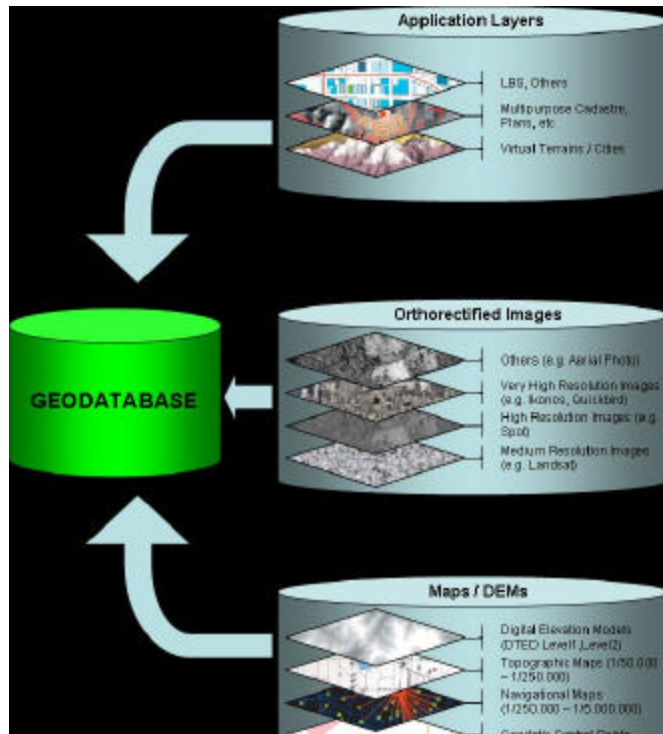 Application Layers
LBS, Others
Multipurpose Cadastre,
Plans, etc
Virtual Terrains / Cities
GEODATABASE
Orthorectified Images
Others (e.g. Aerial Photo)
Very High Resolution Images
(e.g. Ikonos, Quickbird)
High Resolution Images (e.g.
Spot)
Medium Resolution Images
(e.g. Landsat)
Maps / DEMs
Digital Elevation Models
(DTED Level1 ,Level2)
Topographic Maps (1/50.000
– 1/250.000)
Navigational Maps
(1/250.000 – 1/5.000.000)